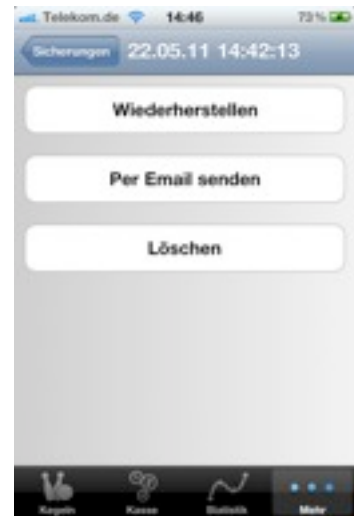 Telekom.de 14:46 73%
Sicherungen 22.05.11 14:42:13
Wiederherstellen
Per Email senden
Löschen
Kegeln Kasse Statistik Mehr